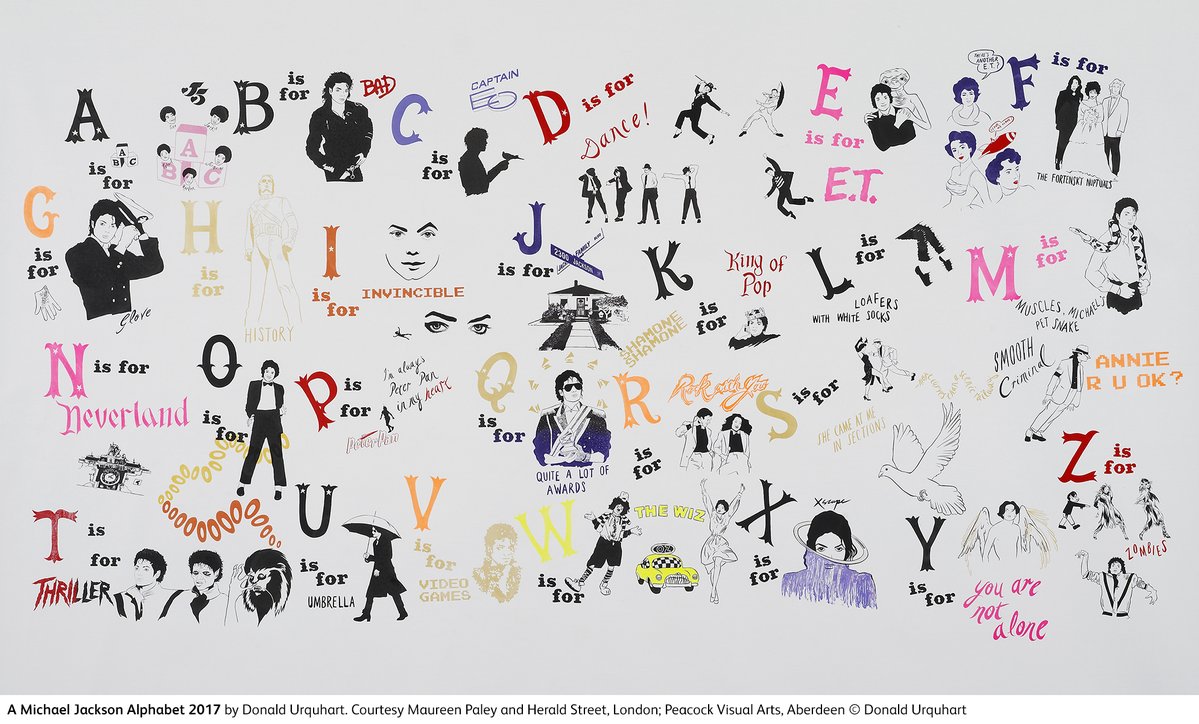 A
is
for
A
B C
J5
A
B C
B
is
for
BAD
C
is
for
CAPTAIN
EO
D
is for
Dance!
E
is for
E.T.
THERE'S
ANOTHER
(E.T.)
F
is for
THE FORTENSKY NUPTUALS
G
is
for
Glove
H
is
for
HISTORY
I
is
for
INVINCIBLE
J
is for
2300 JACKSON ST
FAMILY
K
is
for
King of
Pop
SHAMONE
SHAMONE
L
is
for
LOAFERS
WITH WHITE SOCKS
M
is
for
MUSCLES, MICHAEL'S
PET SNAKE
N
is for
Neverland
O
is
for
P
is
for
I'm always
Peter Pan
in my heart
Peter Pan
Q
is
for
QUITE A LOT OF
AWARDS
R
is
for
Rock with You
S
is for
SHE CAME AT ME
IN SECTIONS
SMOOTH
Criminal
ANNIE
R U OK?
T
is
for
THRILLER
U
is
for
UMBRELLA
V
is
for
VIDEO
GAMES
W
is
for
THE WIZ
X
is
for
Xscape
Y
is
for
you are
not
alone
Z
is
for
ZOMBIES
A Michael Jackson Alphabet 2017 by Donald Urquhart. Courtesy Maureen Paley and Herald Street, London; Peacock Visual Arts, Aberdeen © Donald Urquhart